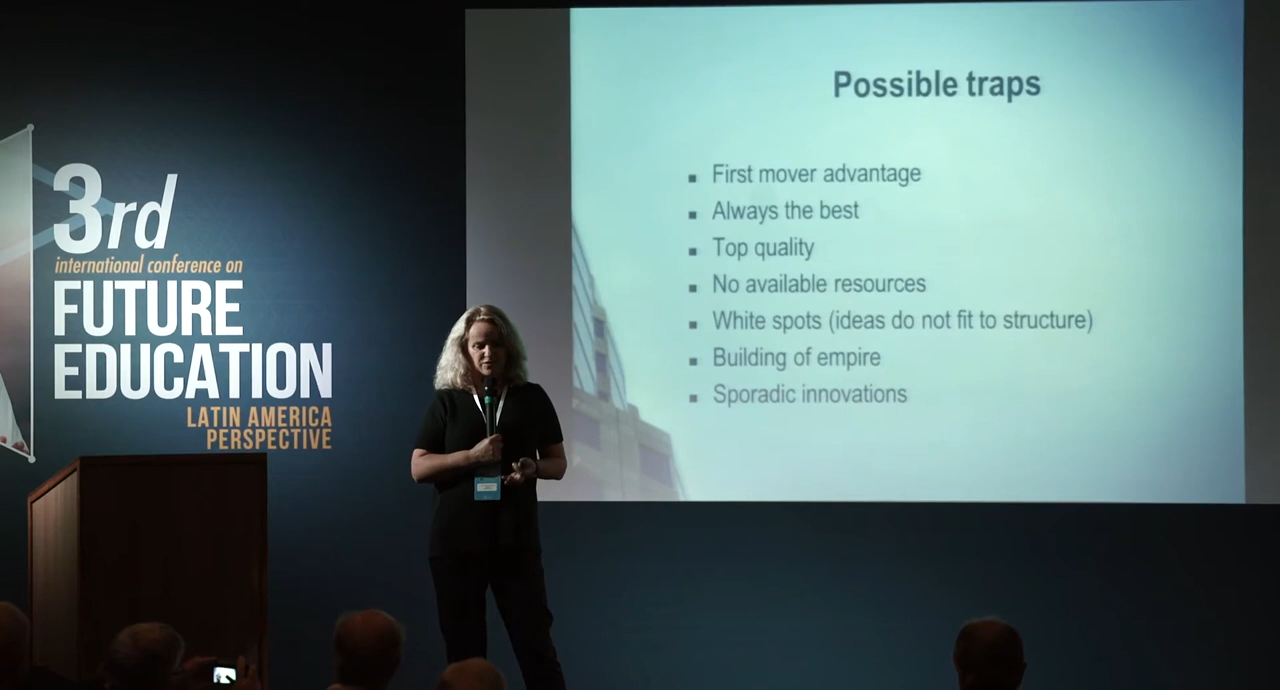 3rd
international conference on
FUTURE
EDUCATION
LATIN AMERICA
PERSPECTIVE
Possible traps
▪ First mover advantage
▪ Always the best
▪ Top quality
▪ No available resources
▪ White spots (ideas do not fit to structure)
▪ Building of empire
▪ Sporadic innovations